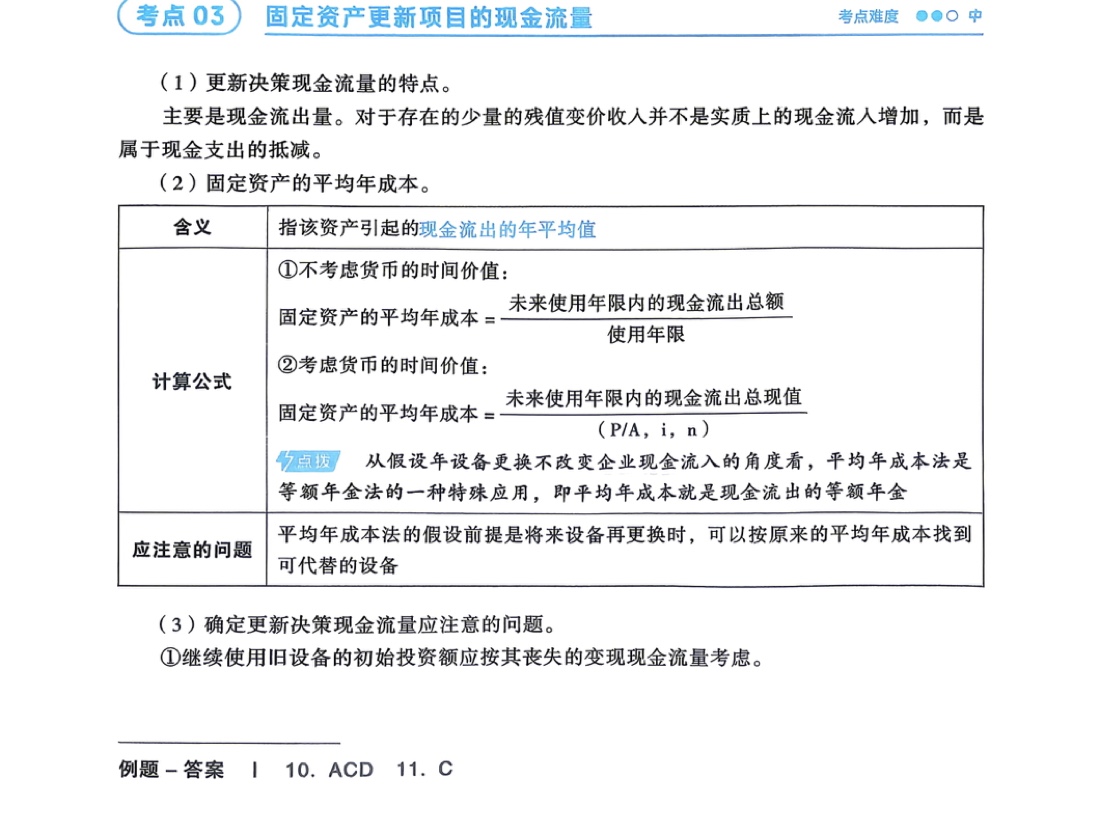 考点 03 固定资产更新项目的现金流量 考点难度 ●●○ 中
（1）更新决策现金流量的特点。
主要是现金流出量。对于存在的少量的残值变价收入并不是实质上的现金流入增加，而是
属于现金支出的抵减。
（2）固定资产的平均年成本。
含义 指该资产引起的现金流出的年平均值
计算公式
①不考虑货币的时间价值：
固定资产的平均年成本 = 未来使用年限内的现金流出总额
使用年限
②考虑货币的时间价值：
固定资产的平均年成本 = 未来使用年限内的现金流出总现值
（P/A，i，n）
点拨 从假设年设备更换不改变企业现金流入的角度看，平均年成本法是
等额年金法的一种特殊应用，即平均年成本就是现金流出的等额年金
应注意的问题
平均年成本法的假设前提是将来设备再更换时，可以按原来的平均年成本找到
可代替的设备
（3）确定更新决策现金流量应注意的问题。
①继续使用旧设备的初始投资额应按其丧失的变现现金流量考虑。
例题 – 答案 | 10. ACD 11. C